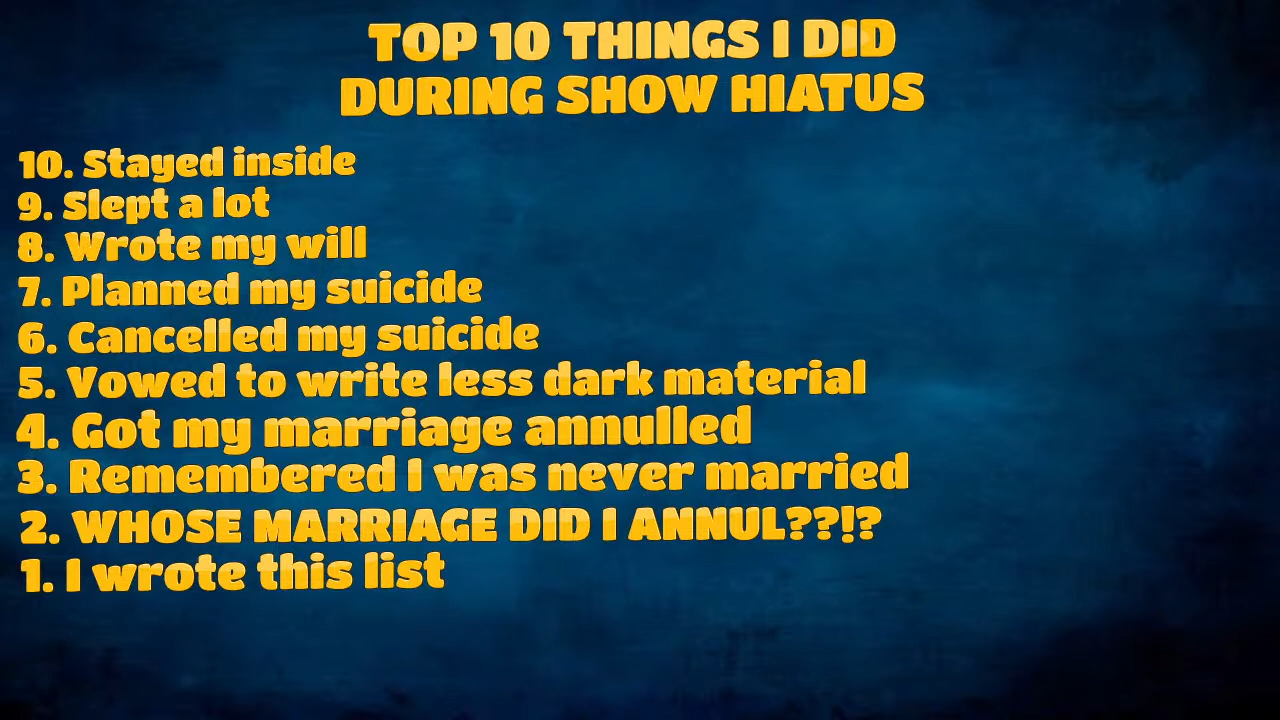 TOP 10 THINGS I DID
DURING SHOW HIATUS
10. Stayed inside
9. Slept a lot
8. Wrote my will
7. Planned my suicide
6. Cancelled my suicide
5. Vowed to write less dark material
4. Got my marriage annulled
3. Remembered I was never married
2. WHOSE MARRIAGE DID I ANNUL??!?
1. I wrote this list